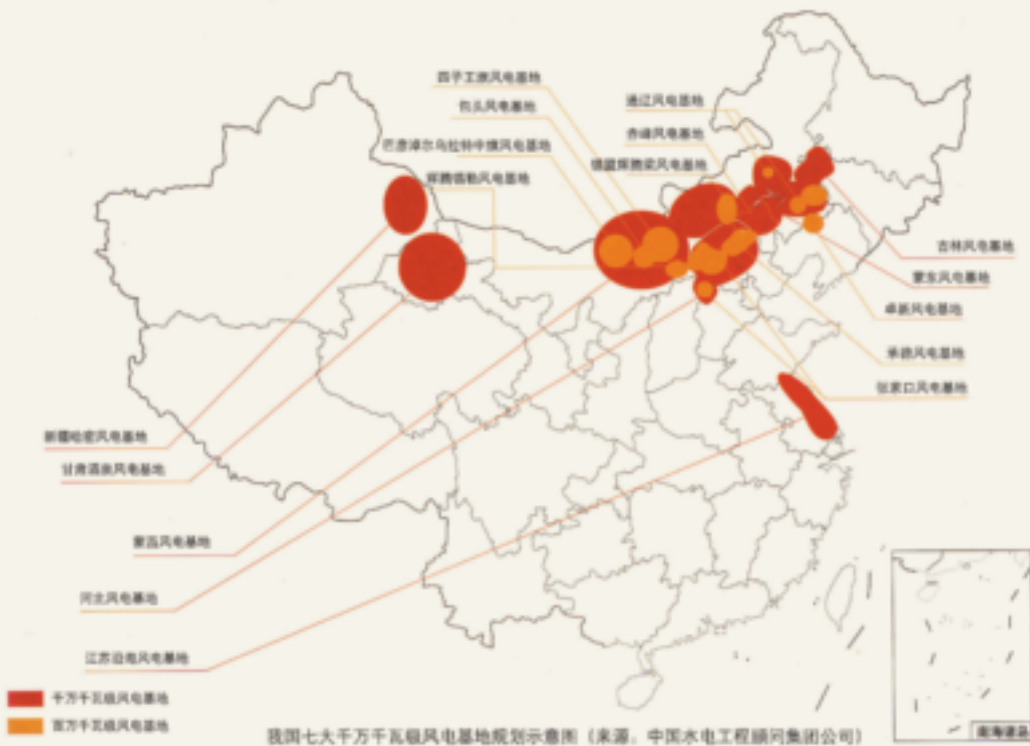 四子王旗风电基地
包头风电基地
巴彦淖尔乌拉特中旗风电基地
辉腾锡勒风电基地
通辽风电基地
赤峰风电基地
锡盟辉腾梁风电基地
吉林风电基地
蒙东风电基地
阜新风电基地
承德风电基地
张家口风电基地
新疆哈密风电基地
甘肃酒泉风电基地
蒙西风电基地
河北风电基地
江苏沿海风电基地
千万千瓦级风电基地
百万千瓦级风电基地
我国七大千万千瓦级风电基地规划示意图(来源:中国水电工程顾问集团公司)
南海诸岛